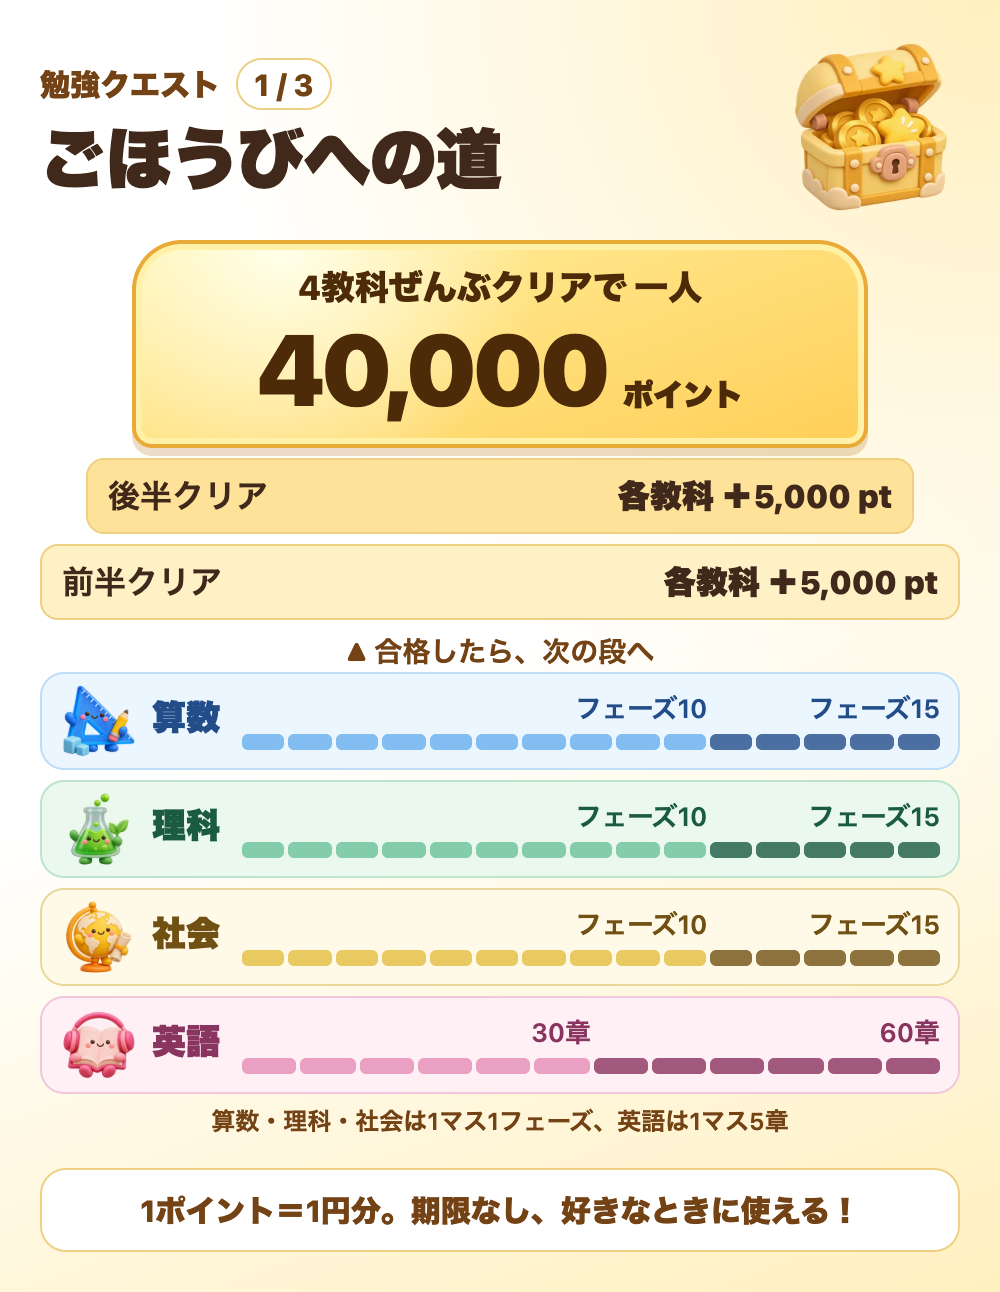 勉強クエスト 1 / 3
ごほうびへの道
4教科ぜんぶクリアで 一人
40,000 ポイント
後半クリア 各教科 ＋5,000 pt
前半クリア 各教科 ＋5,000 pt
▲ 合格したら、次の段へ
算数 フェーズ10 フェーズ15
理科 フェーズ10 フェーズ15
社会 フェーズ10 フェーズ15
英語 30章 60章
算数・理科・社会は1マス1フェーズ、英語は1マス5章
1ポイント＝1円分。期限なし、好きなときに使える！